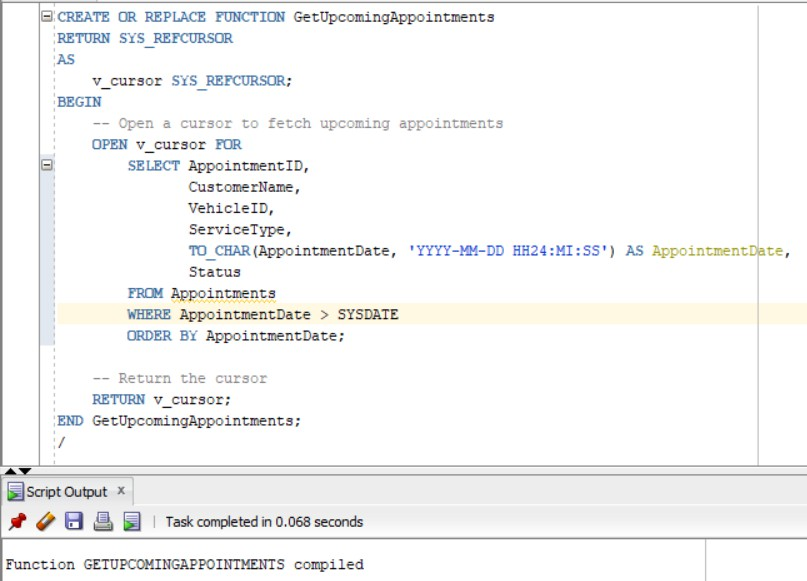 CREATE OR REPLACE FUNCTION GetUpcomingAppointments
RETURN SYS_REFCURSOR
AS
    v_cursor SYS_REFCURSOR;
BEGIN
    -- Open a cursor to fetch upcoming appointments
    OPEN v_cursor FOR
        SELECT AppointmentID,
               CustomerName,
               VehicleID,
               ServiceType,
               TO_CHAR(AppointmentDate, 'YYYY-MM-DD HH24:MI:SS') AS AppointmentDate,
               Status
        FROM Appointments
        WHERE AppointmentDate > SYSDATE
        ORDER BY AppointmentDate;

    -- Return the cursor
    RETURN v_cursor;
END GetUpcomingAppointments;
/
Script Output x
Task completed in 0.068 seconds
Function GETUPCOMINGAPPOINTMENTS compiled